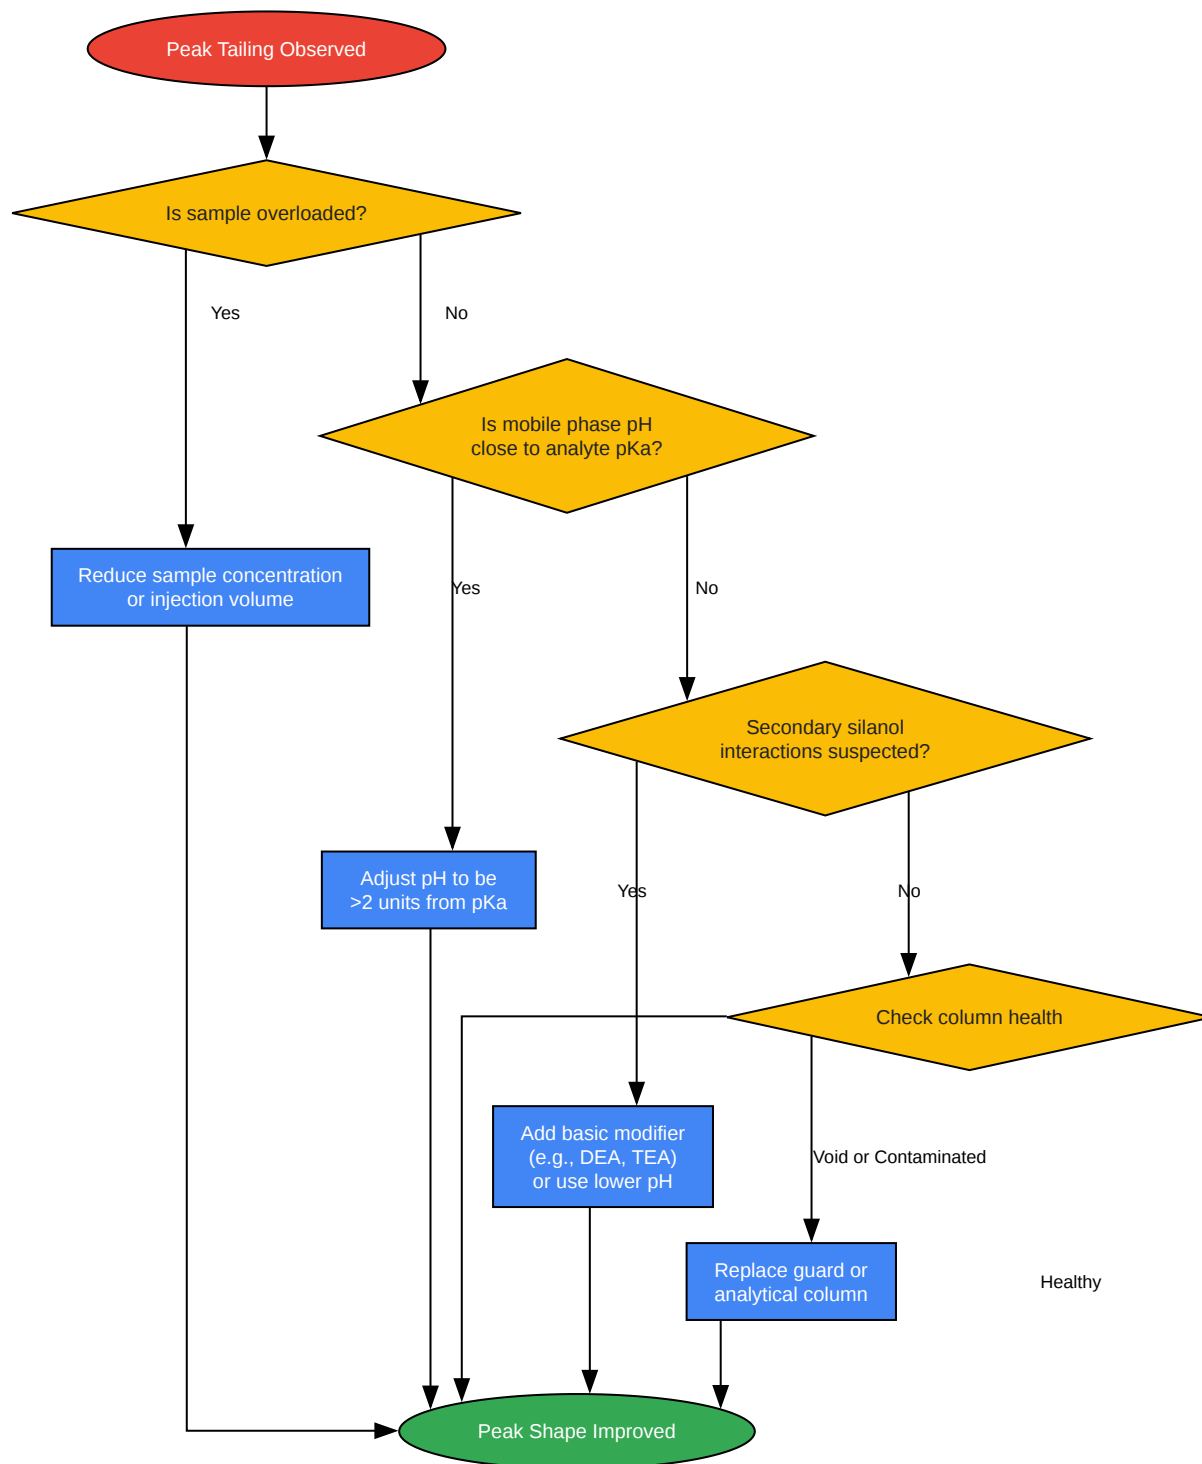 Peak Tailing Observed
Is sample overloaded?
Yes
No
Is mobile phase pH
close to analyte pKa?
Reduce sample concentration
or injection volume
Yes
No
Secondary silanol
interactions suspected?
Adjust pH to be
>2 units from pKa
Yes
No
Check column health
Add basic modifier
(e.g., DEA, TEA)
or use lower pH
Void or Contaminated
Replace guard or
analytical column
Healthy
Peak Shape Improved